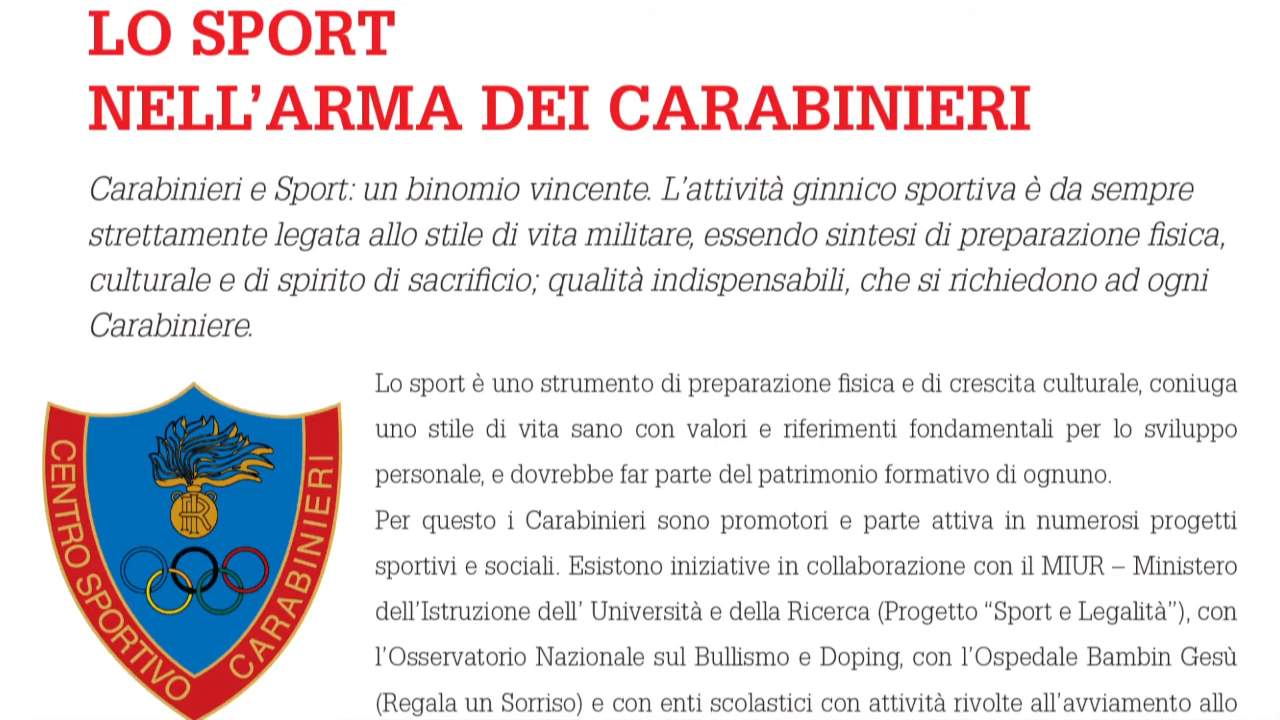 LO SPORT
NELL’ARMA DEI CARABINIERI
Carabinieri e Sport: un binomio vincente. L’attività ginnico sportiva è da sempre
strettamente legata allo stile di vita militare, essendo sintesi di preparazione fisica,
culturale e di spirito di sacrificio; qualità indispensabili, che si richiedono ad ogni
Carabiniere.
CENTRO SPORTIVO
CARABINIERI
RI
Lo sport è uno strumento di preparazione fisica e di crescita culturale, coniuga
uno stile di vita sano con valori e riferimenti fondamentali per lo sviluppo
personale, e dovrebbe far parte del patrimonio formativo di ognuno.
Per questo i Carabinieri sono promotori e parte attiva in numerosi progetti
sportivi e sociali. Esistono iniziative in collaborazione con il MIUR – Ministero
dell’Istruzione dell’ Università e della Ricerca (Progetto “Sport e Legalità”), con
l’Osservatorio Nazionale sul Bullismo e Doping, con l’Ospedale Bambin Gesù
(Regala un Sorriso) e con enti scolastici con attività rivolte all’avviamento allo